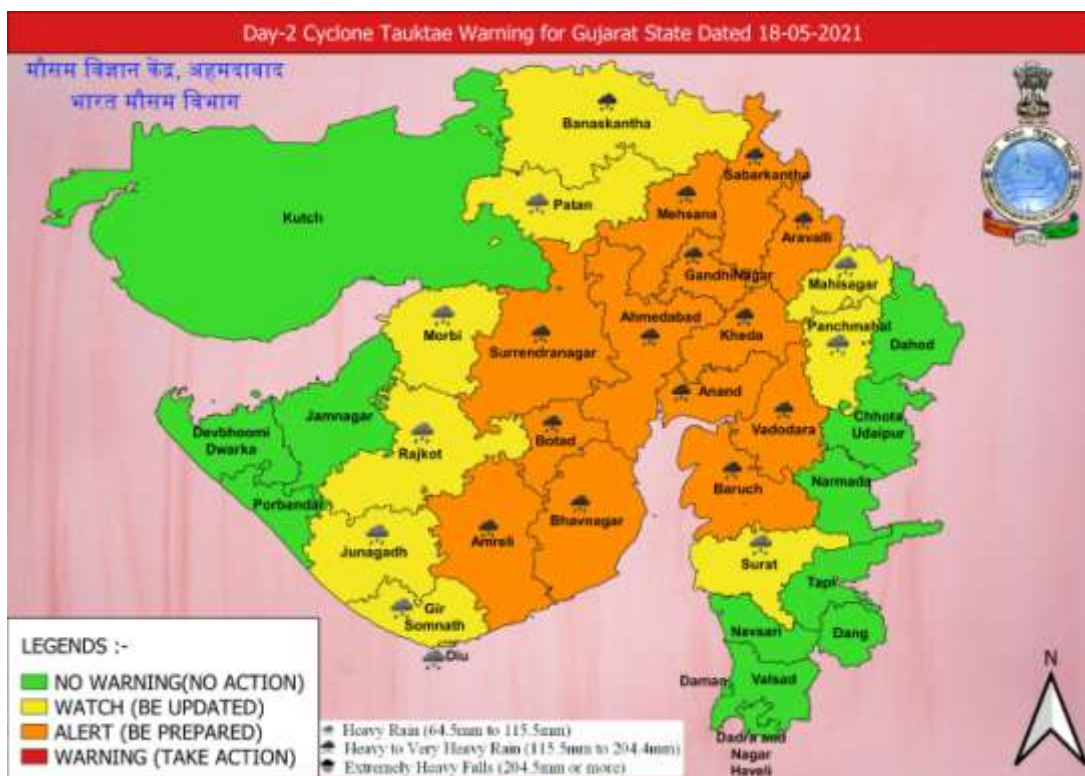 Day-2 Cyclone Tauktae Warning for Gujarat State Dated 18-05-2021
मौसम विज्ञान केंद्र, अहमदाबाद
भारत मौसम विभाग
Banaskantha
Sabarkantha
Patan
Mehsana
Kutch
Aravalli
GandhiNagar
Mahisagar
Ahmedabad
Panchmahal
Morbi
Kheda
Surrendranagar
Dahod
Anand
Jamnagar
Chhota
Udaipur
Devbhoomi
Dwarka
Vadodara
Botad
Rajkot
Narmada
Baruch
Porbandar
Bhavnagar
Amreli
Junagadh
Surat
Tapi
Gir
Somnath
Navsari
Dang
Diu
Daman
Valsad
Dadra and
Nagar
Haveli
N
LEGENDS :-
NO WARNING(NO ACTION)
WATCH (BE UPDATED)
ALERT (BE PREPARED)
WARNING (TAKE ACTION)
Heavy Rain (64.5mm to 115.5mm)
Heavy to Very Heavy Rain (115.5mm to 204.4mm)
Extremely Heavy Falls (204.5mm or more)